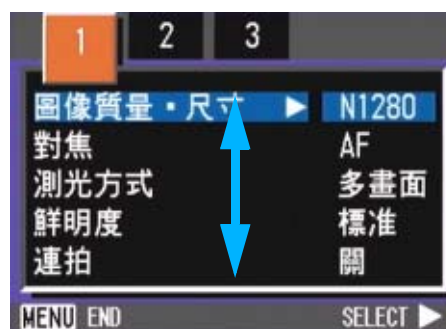 1 2 3
圖像質量・尺寸 N1280
對焦 AF
測光方式 多畫面
鮮明度 標准
連拍 關
MENU END SELECT